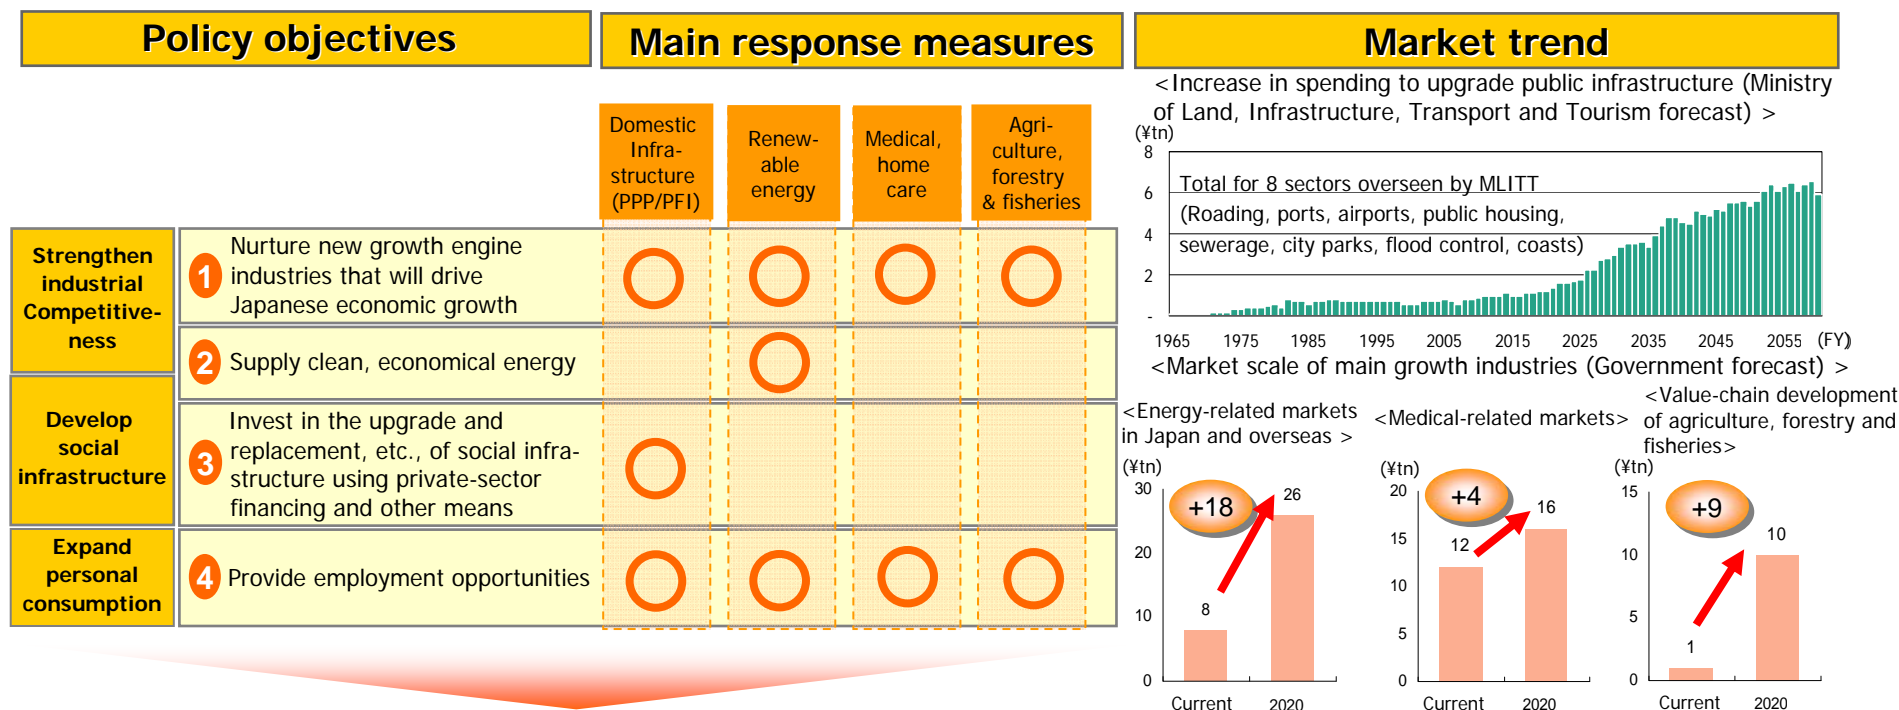 Policy objectives
Main response measures
Market trend
Domestic
Infra-
structure
(PPP/PFI)
Renew-
able
energy
Medical,
home
care
Agri-
culture,
forestry
& fisheries
Strengthen
industrial
Competitive-
ness
1
Nurture new growth engine
industries that will drive
Japanese economic growth
2
Supply clean, economical energy
Develop
social
infrastructure
3
Invest in the upgrade and
replacement, etc., of social infra-
structure using private-sector
financing and other means
Expand
personal
consumption
4
Provide employment opportunities
<Increase in spending to upgrade public infrastructure (Ministry
of Land, Infrastructure, Transport and Tourism forecast) >
(¥tn)
8
6
4
2
-
Total for 8 sectors overseen by MLITT
(Roading, ports, airports, public housing,
sewerage, city parks, flood control, coasts)
1965 1975 1985 1995 2005 2015 2025 2035 2045 2055 (FY)
<Market scale of main growth industries (Government forecast) >
<Energy-related markets
in Japan and overseas >
(¥tn)
30
20
10
0
+18
8
26
Current 2020
<Medical-related markets>
(¥tn)
20
15
10
5
0
+4
12
16
Current 2020
<Value-chain development
of agriculture, forestry and
fisheries>
(¥tn)
15
10
5
0
+9
1
10
Current 2020